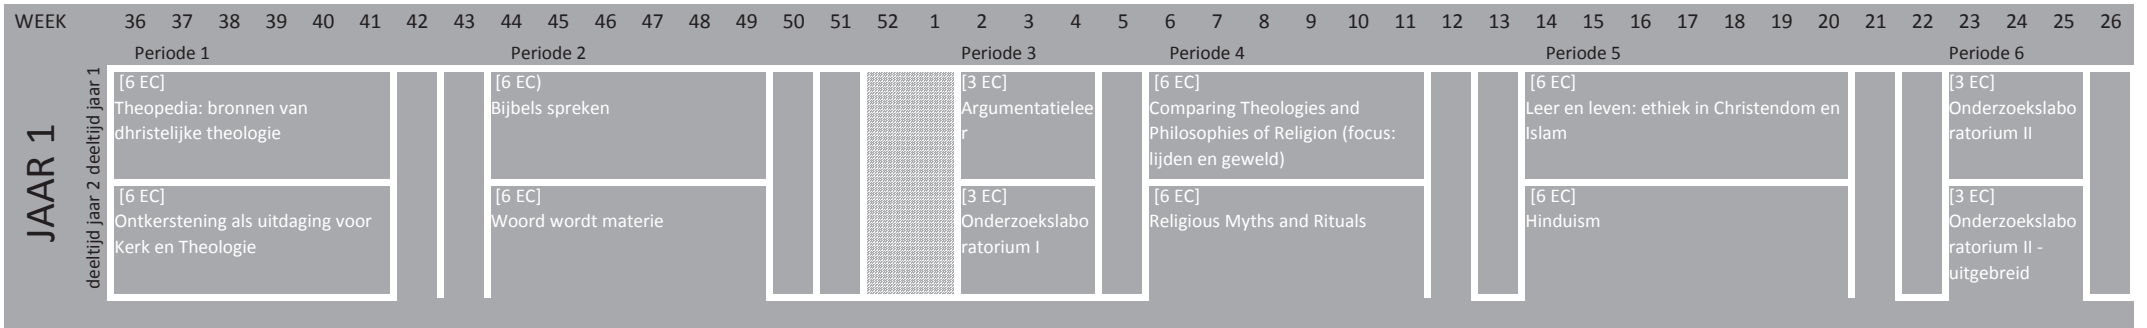 WEEK 36 37 38 39 40 41 42 43 44 45 46 47 48 49 50 51 52 1 2 3 4 5 6 7 8 9 10 11 12 13 14 15 16 17 18 19 20 21 22 23 24 25 26
Periode 1 Periode 2 Periode 3 Periode 4 Periode 5 Periode 6
JAAR 1
deeltijd jaar 2 deeltijd jaar 1
[6 EC]
Theopedia: bronnen van
dhristelijke theologie
[6 EC)
Bijbels spreken
[3 EC]
Argumentatielee
r
[6 EC]
Comparing Theologies and
Philosophies of Religion (focus:
lijden en geweld)
[6 EC]
Leer en leven: ethiek in Christendom en
Islam
[3 EC]
Onderzoekslabo
ratorium II
[6 EC]
Ontkerstening als uitdaging voor
Kerk en Theologie
[6 EC]
Woord wordt materie
[3 EC]
Onderzoekslabo
ratorium I
[6 EC]
Religious Myths and Rituals
[6 EC]
Hinduism
[3 EC]
Onderzoekslabo
ratorium II -
uitgebreid